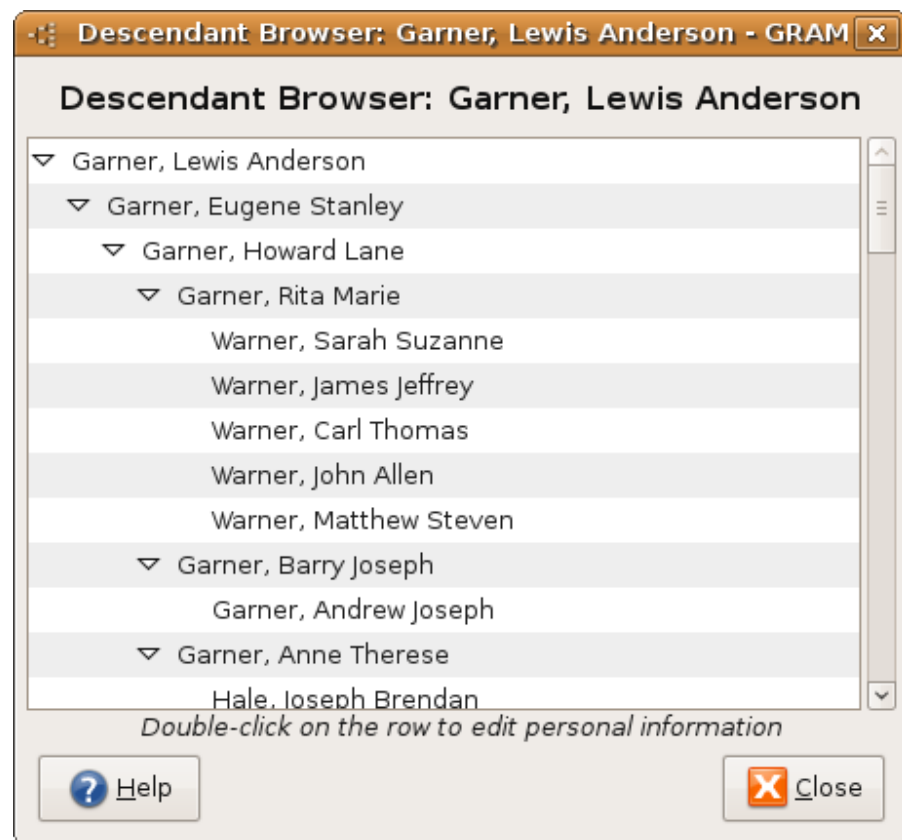 Descendant Browser: Garner, Lewis Anderson - GRAM
Descendant Browser: Garner, Lewis Anderson
Garner, Lewis Anderson
Garner, Eugene Stanley
Garner, Howard Lane
Garner, Rita Marie
Warner, Sarah Suzanne
Warner, James Jeffrey
Warner, Carl Thomas
Warner, John Allen
Warner, Matthew Steven
Garner, Barry Joseph
Garner, Andrew Joseph
Garner, Anne Therese
Hale, Joseph Brendan
Double-click on the row to edit personal information
Help
Close